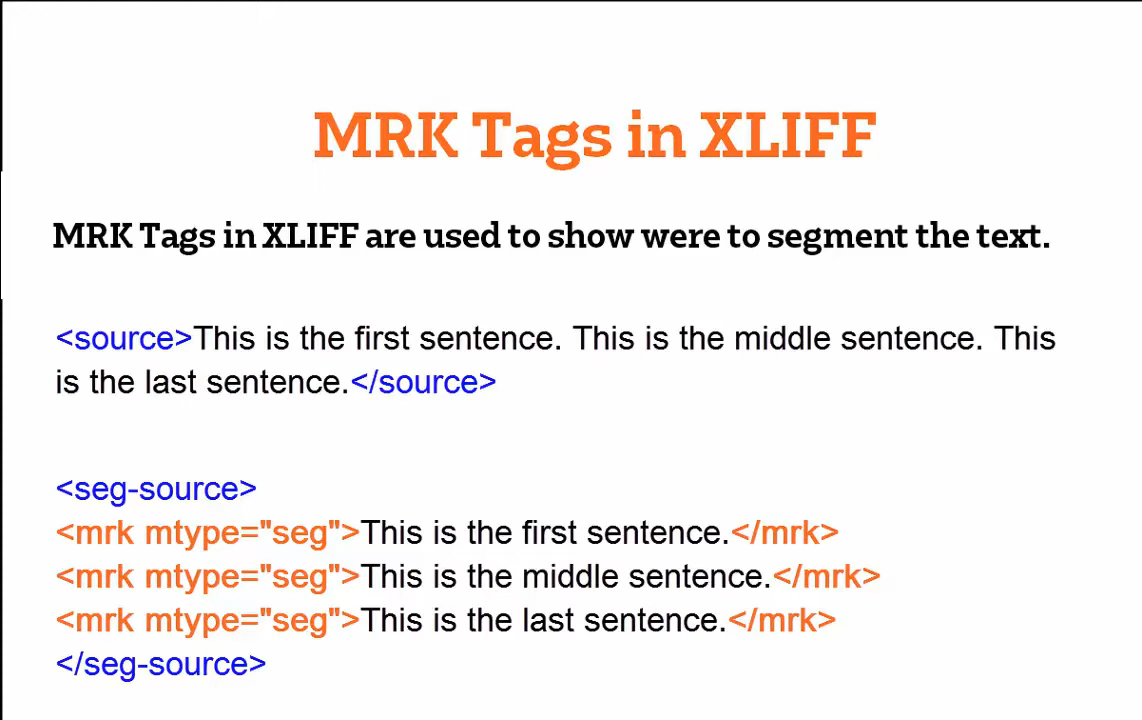 MRK Tags in XLIFF
MRK Tags in XLIFF are used to show were to segment the text.
<source>This is the first sentence. This is the middle sentence. This
is the last sentence.</source>
<seg-source>
<mrk mtype="seg">This is the first sentence.</mrk>
<mrk mtype="seg">This is the middle sentence.</mrk>
<mrk mtype="seg">This is the last sentence.</mrk>
</seg-source>